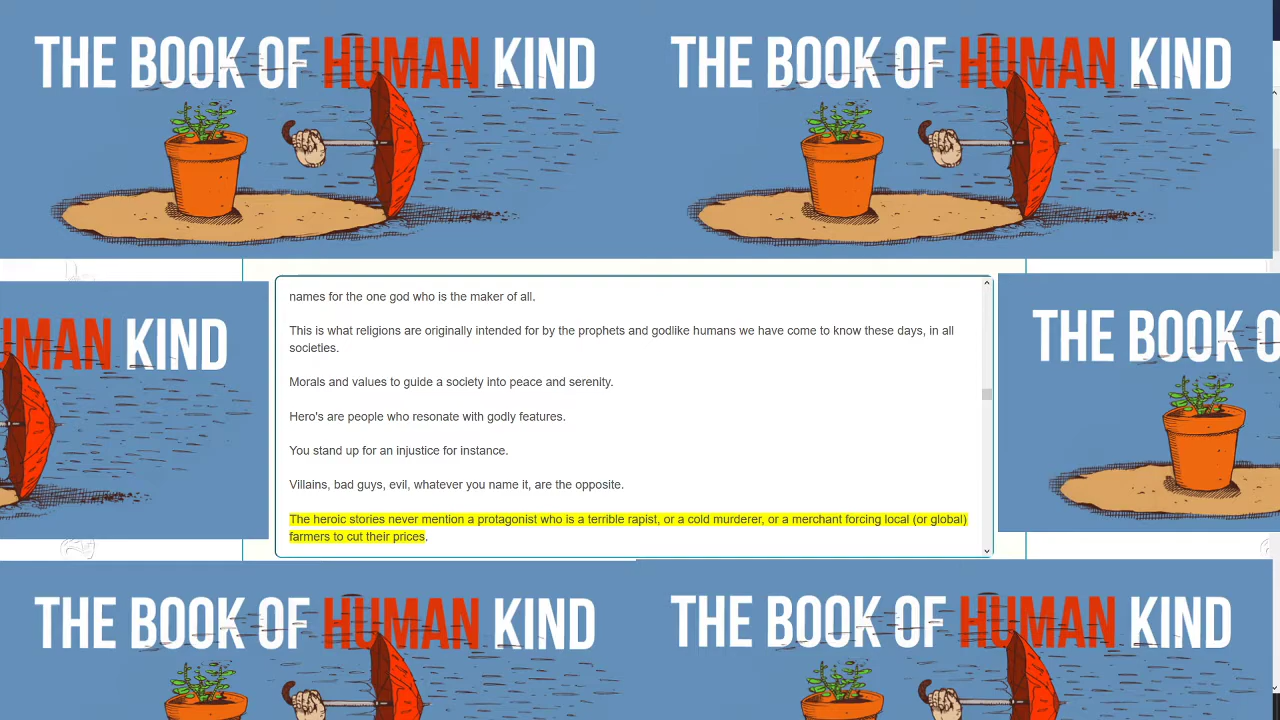 THE BOOK OF HUMAN KIND
THE BOOK OF HUMAN KIND
names for the one god who is the maker of all.
This is what religions are originally intended for by the prophets and godlike humans we have come to know these days, in all
societies.
Morals and values to guide a society into peace and serenity.
Hero's are people who resonate with godly features.
You stand up for an injustice for instance.
Villains, bad guys, evil, whatever you name it, are the opposite.
The heroic stories never mention a protagonist who is a terrible rapist, or a cold murderer, or a merchant forcing local (or global)
farmers to cut their prices.
UMAN KIND
THE BOOK O
THE BOOK OF HUMAN KIND
THE BOOK OF HUMAN KIND